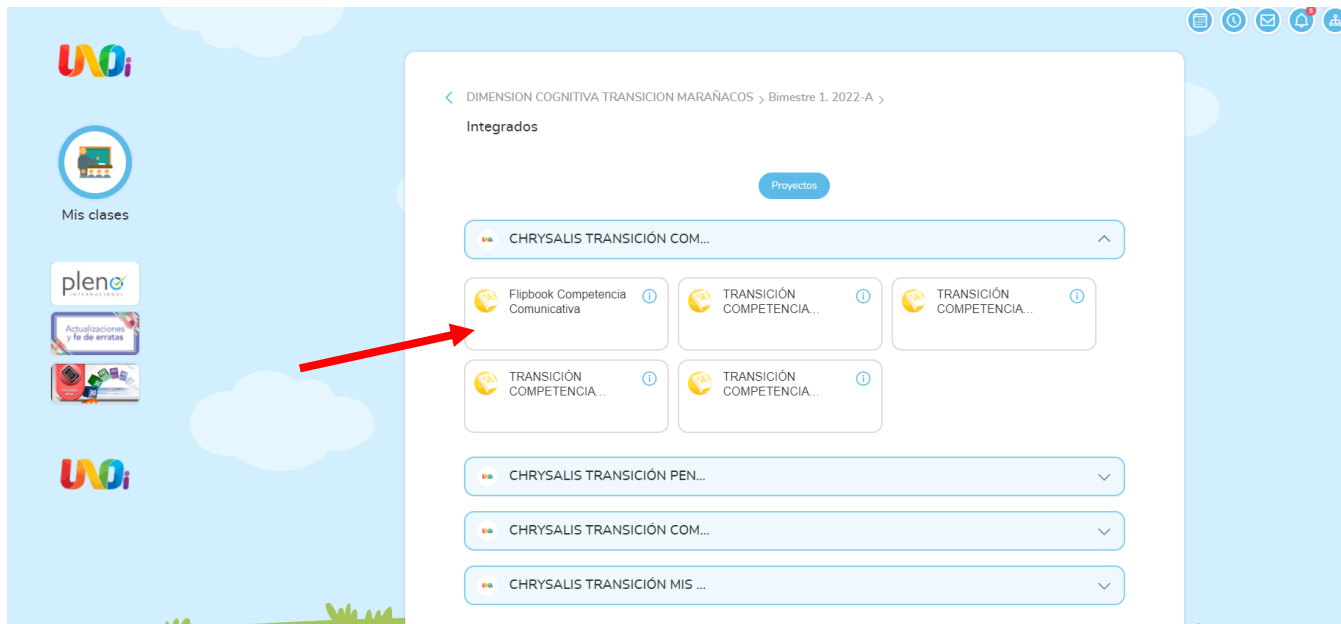 5
UNOi
DIMENSION COGNITIVA TRANSICION MARAÑACOS > Bimestre 1. 2022-A >
Integrados
Proyectos
Mis clases
CHRYSALIS TRANSICIÓN COM...
pleno
INTERNACIONAL
Flipbook Competencia
Comunicativa
TRANSICIÓN
COMPETENCIA...
TRANSICIÓN
COMPETENCIA...
Actualizaciones
y fe de erratas
TRANSICIÓN
COMPETENCIA...
TRANSICIÓN
COMPETENCIA...
UNOi
CHRYSALIS TRANSICIÓN PEN...
CHRYSALIS TRANSICIÓN COM...
CHRYSALIS TRANSICIÓN MIS ...